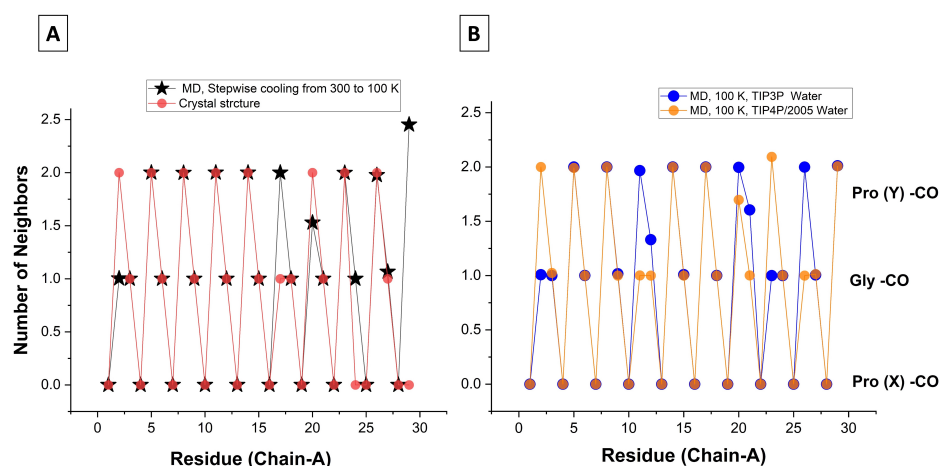 A
B
MD, Stepwise cooling from 300 to 100 K
Crystal strcture
MD, 100 K, TIP3P Water
MD, 100 K, TIP4P/2005 Water
Number of Neighbors
2.5
2.0
1.5
1.0
0.5
0.0
0 5 10 15 20 25 30
Residue (Chain-A)
2.5
2.0
1.5
1.0
0.5
0.0
0 5 10 15 20 25 30
Residue (Chain-A)
Pro (Y) -CO
Gly -CO
Pro (X) -CO